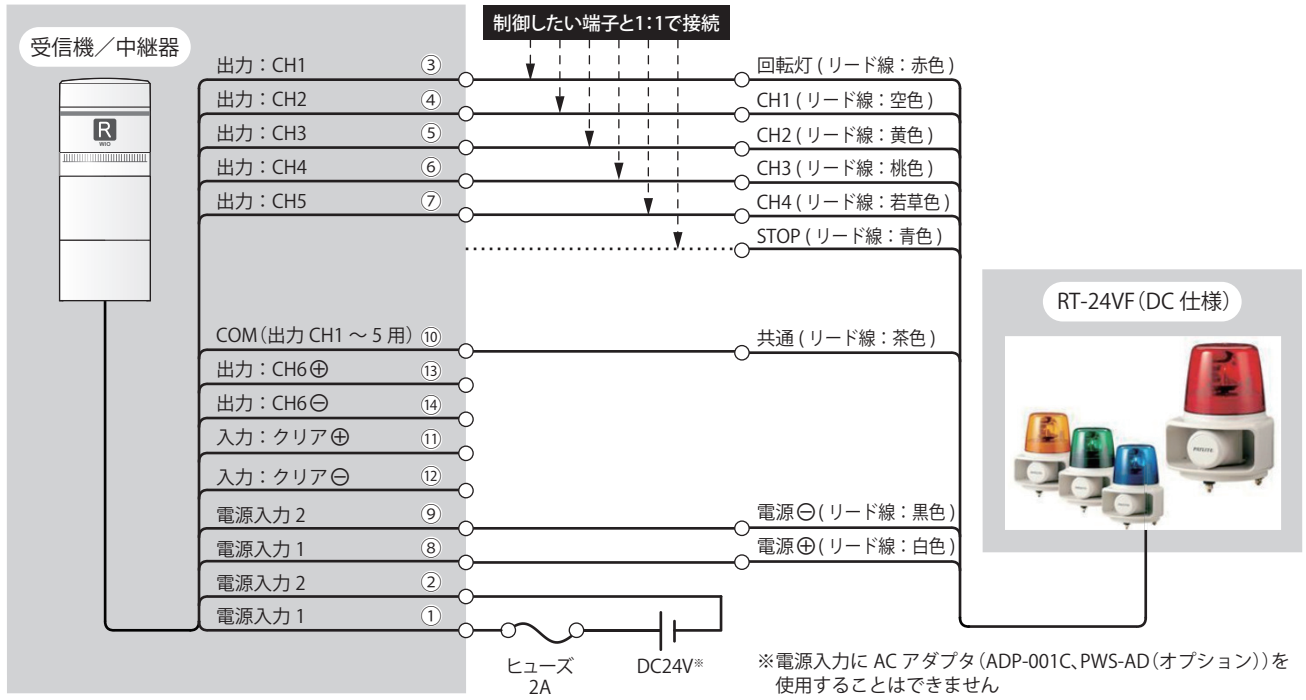 制御したい端子と1：1で接続
受信機／中継器
R
WIO
出力：CH1 ③ 回転灯 ( リード線：赤色 )
出力：CH2 ④ CH1 ( リード線：空色 )
出力：CH3 ⑤ CH2 ( リード線：黄色 )
出力：CH4 ⑥ CH3 ( リード線：桃色 )
出力：CH5 ⑦ CH4 ( リード線：若草色 )
STOP ( リード線：青色 )
COM（出力 CH1 ～ 5 用） ⑩ 共通 ( リード線：茶色 )
出力：CH6⊕ ⑬
出力：CH6⊖ ⑭
入力：クリア⊕ ⑪
入力：クリア⊖ ⑫
電源入力 2 ⑨ 電源⊖( リード線：黒色 )
電源入力 1 ⑧ 電源⊕( リード線：白色 )
電源入力 2 ②
電源入力 1 ①
ヒューズ
2A
DC24V※
RT-24VF（DC 仕様）
PATLITE
※電源入力に AC アダプタ（ADP-001C、PWS-AD（オプション））を
使用することはできません